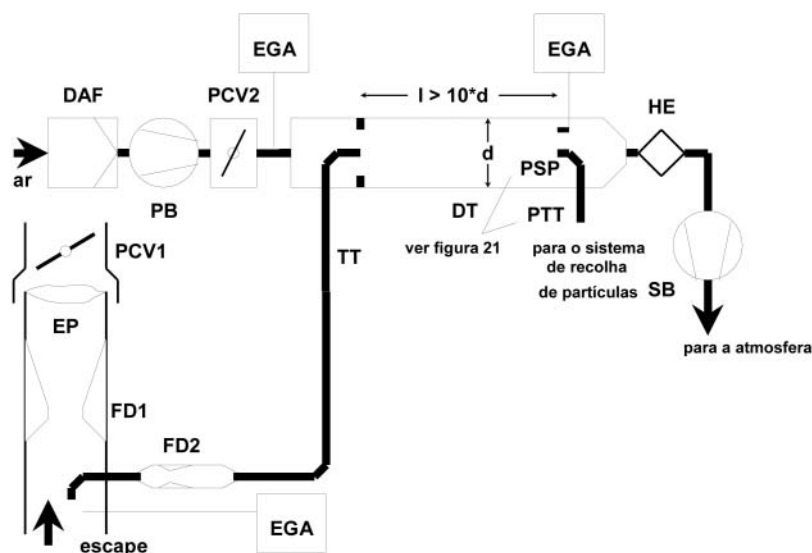 EGA
EGA
DAF
PCV2
l > 10*d
HE
ar
d
PSP
PB
DT
PTT
PCV1
TT
ver figura 21
para o sistema
de recolha
de partículas
SB
EP
para a atmosfera
FD1
FD2
EGA
escape